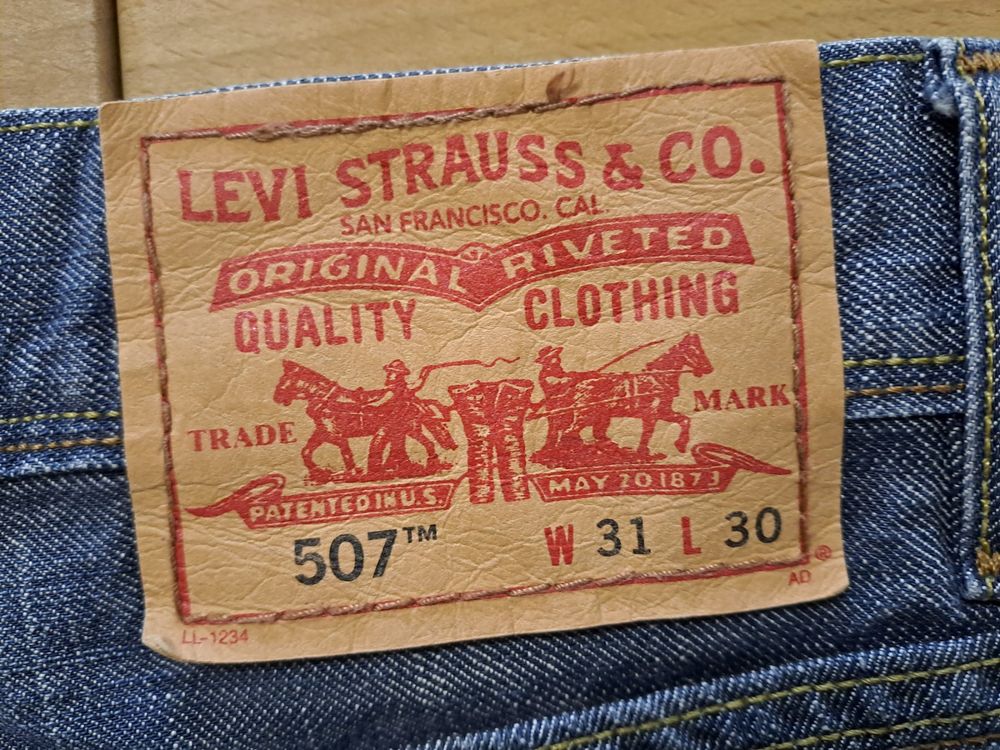 LEVI STRAUSS & CO.
SAN FRANCISCO. CAL.
ORIGINAL RIVETED
QUALITY CLOTHING
TRADE MARK
PATENTED IN U.S. MAY 20 1873
507™ W 31 L 30
®
AD
LL-1234